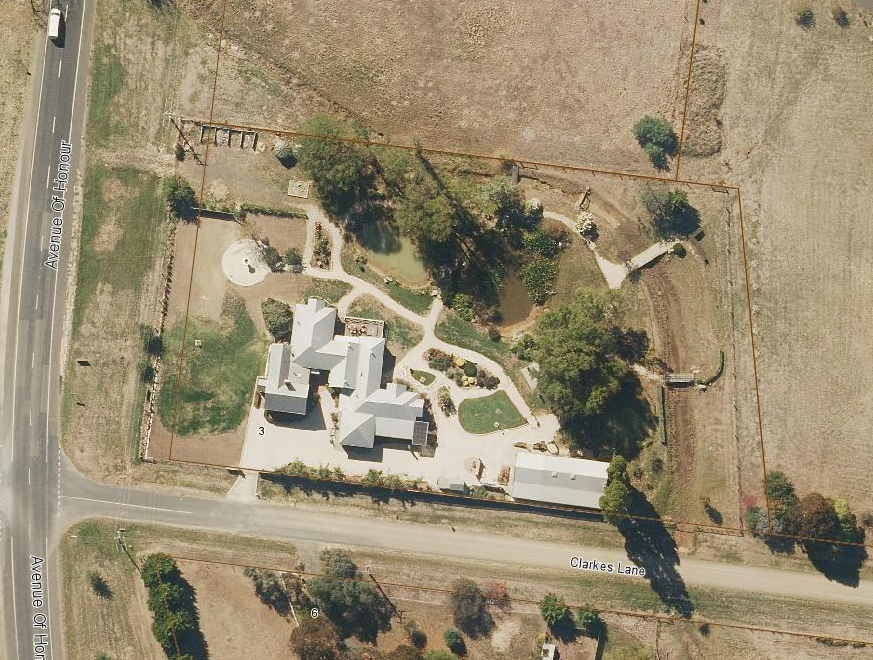 Avenue Of Honour
3
Clarkes Lane
Avenue Of Hon
6